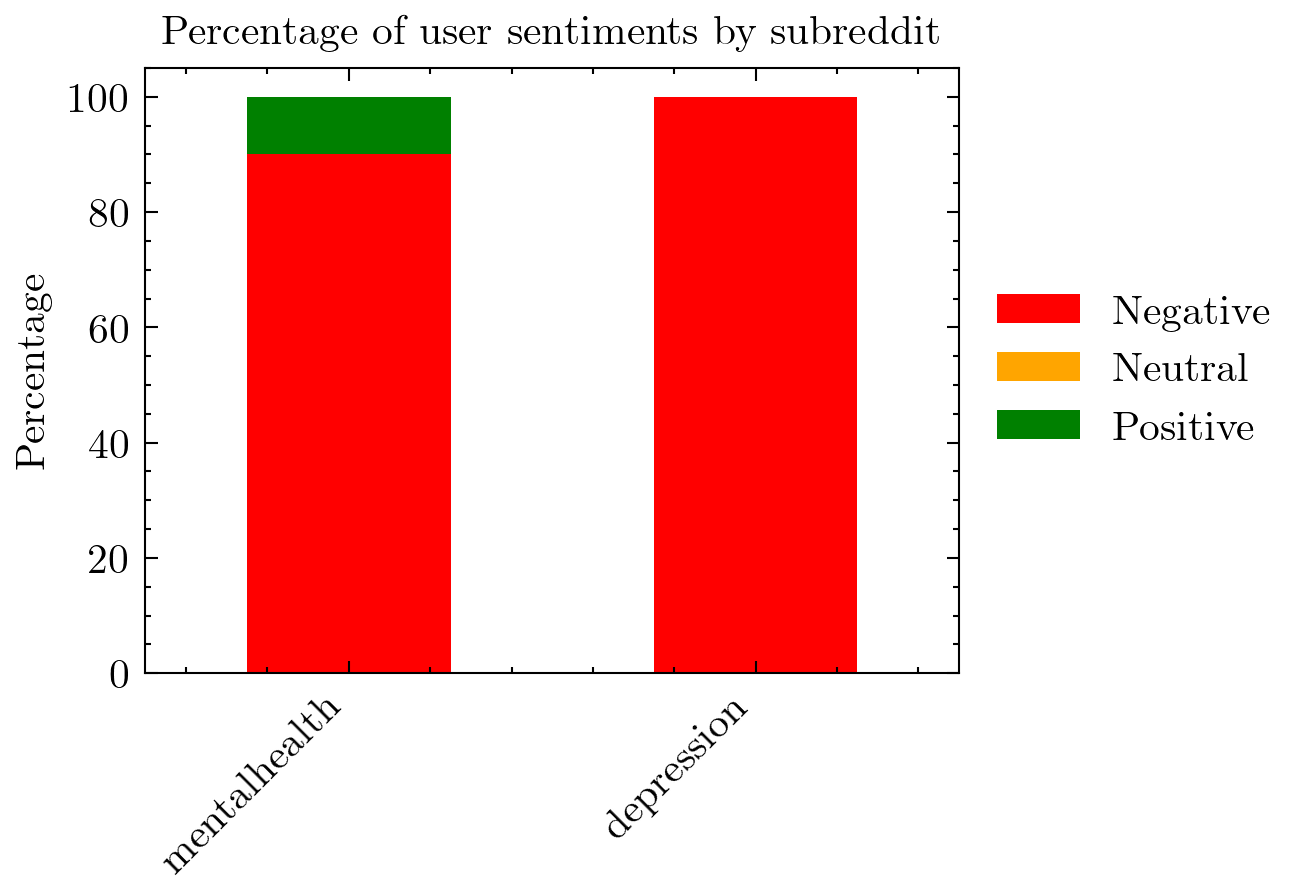 Percentage of user sentiments by subreddit
Percentage
100
80
60
40
20
0
mentalhealth
depression
Negative
Neutral
Positive